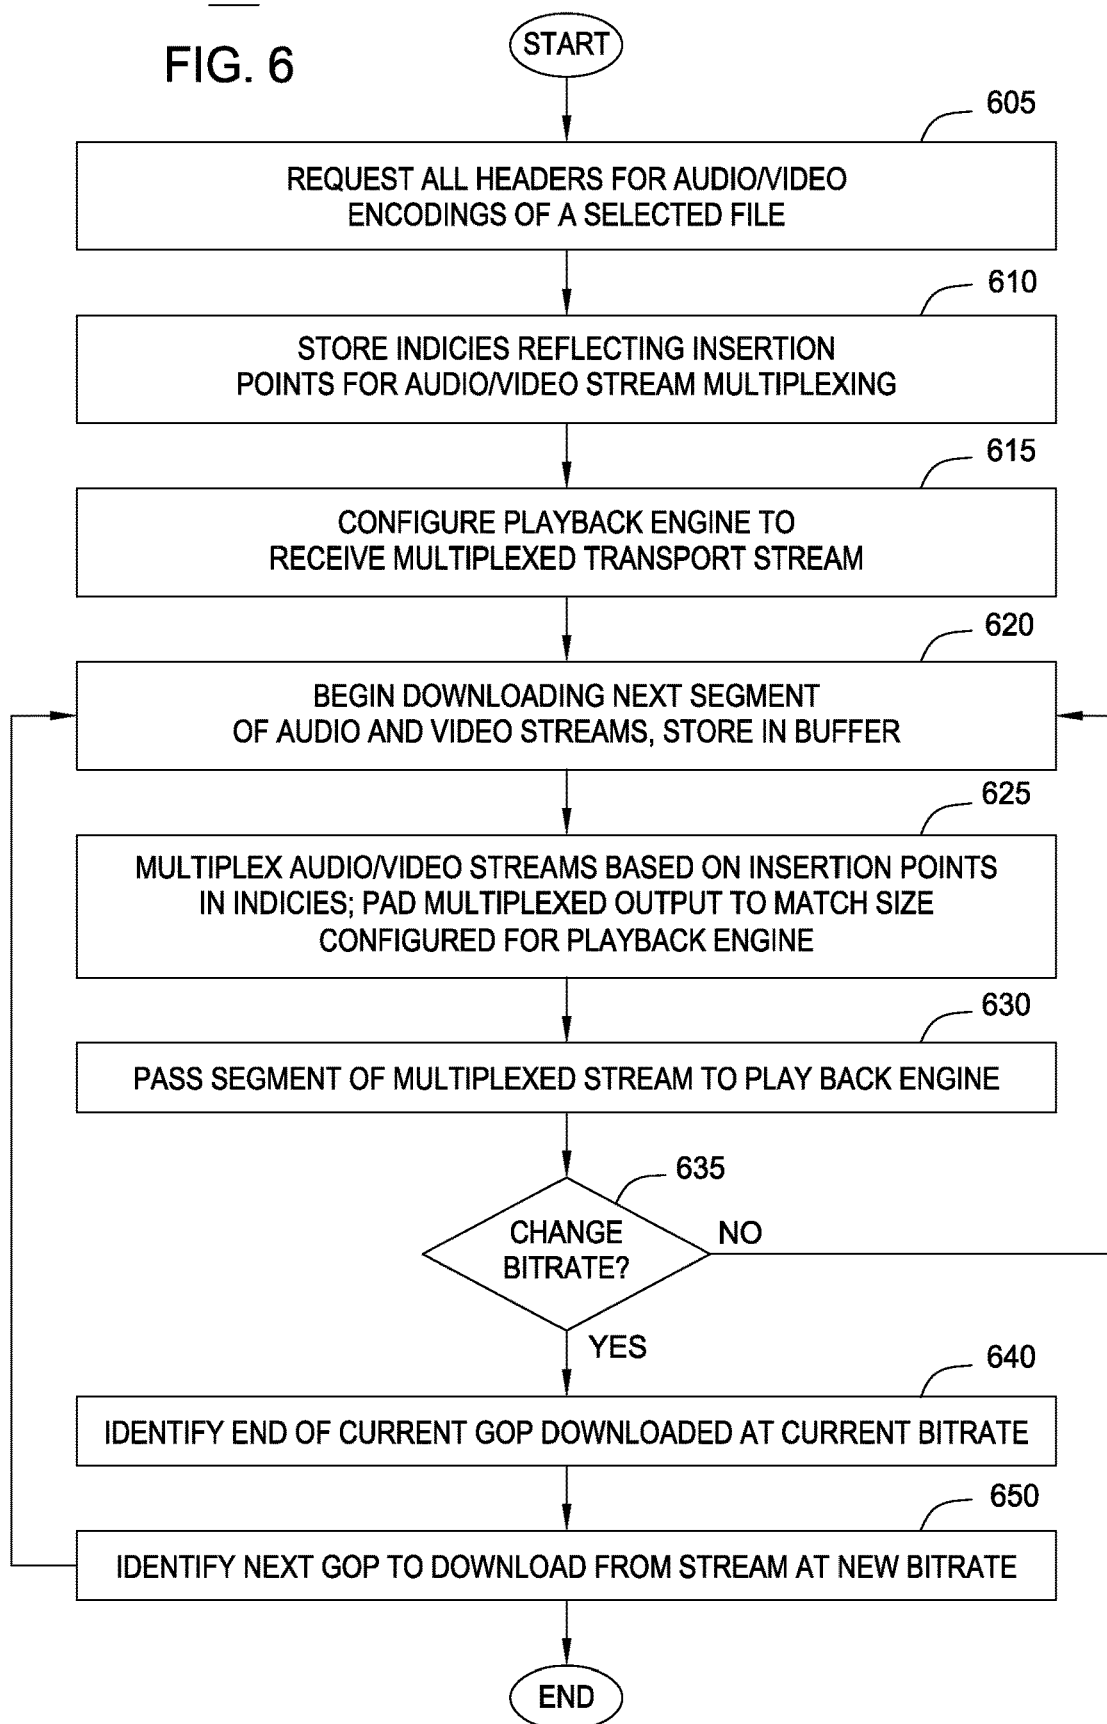 FIG. 6
START
605
REQUEST ALL HEADERS FOR AUDIO/VIDEO
ENCODINGS OF A SELECTED FILE
610
STORE INDICIES REFLECTING INSERTION
POINTS FOR AUDIO/VIDEO STREAM MULTIPLEXING
615
CONFIGURE PLAYBACK ENGINE TO
RECEIVE MULTIPLEXED TRANSPORT STREAM
620
BEGIN DOWNLOADING NEXT SEGMENT
OF AUDIO AND VIDEO STREAMS, STORE IN BUFFER
625
MULTIPLEX AUDIO/VIDEO STREAMS BASED ON INSERTION POINTS
IN INDICIES; PAD MULTIPLEXED OUTPUT TO MATCH SIZE
CONFIGURED FOR PLAYBACK ENGINE
630
PASS SEGMENT OF MULTIPLEXED STREAM TO PLAY BACK ENGINE
635
CHANGE
BITRATE?
NO
YES
640
IDENTIFY END OF CURRENT GOP DOWNLOADED AT CURRENT BITRATE
650
IDENTIFY NEXT GOP TO DOWNLOAD FROM STREAM AT NEW BITRATE
END